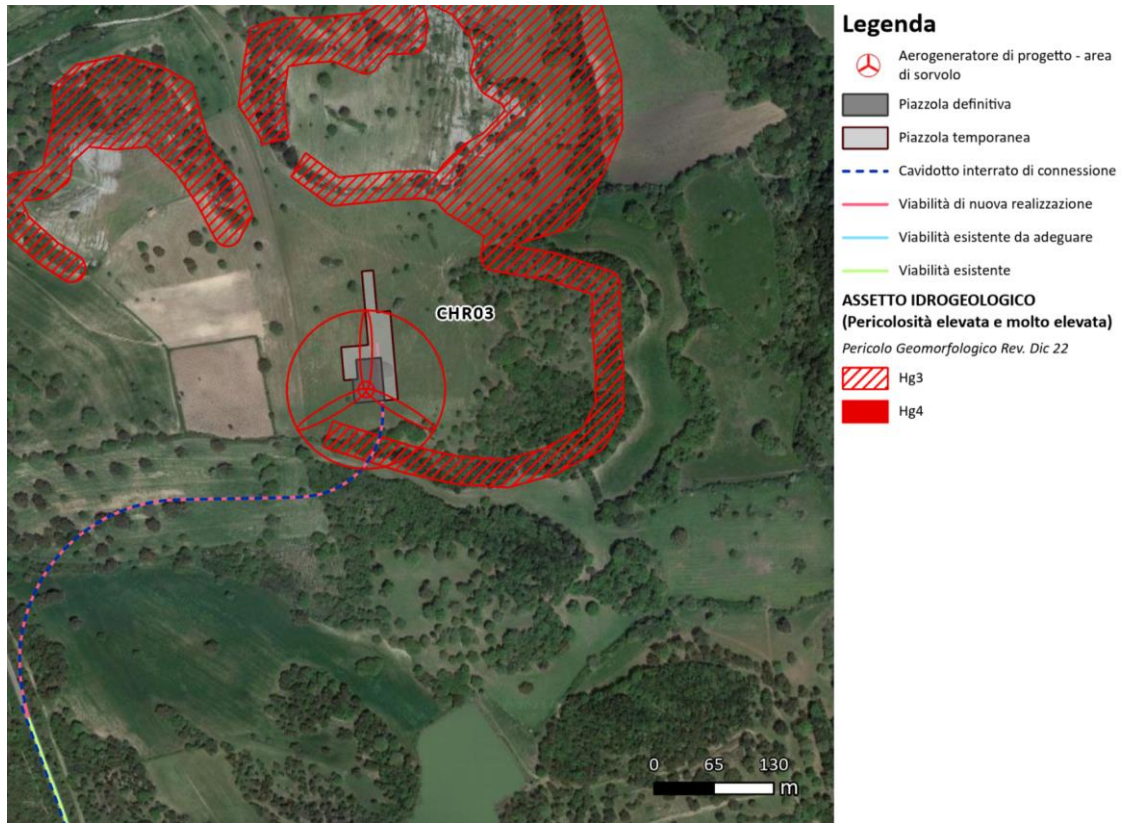 CHR03
0 65 130
m
Legenda
Aerogeneratore di progetto - area
di sorvolo
Piazzola definitiva
Piazzola temporanea
Cavidotto interrato di connessione
Viabilità di nuova realizzazione
Viabilità esistente da adeguare
Viabilità esistente
ASSETTO IDROGEOLOGICO
(Pericolosità elevata e molto elevata)
Pericolo Geomorfologico Rev. Dic 22
Hg3
Hg4